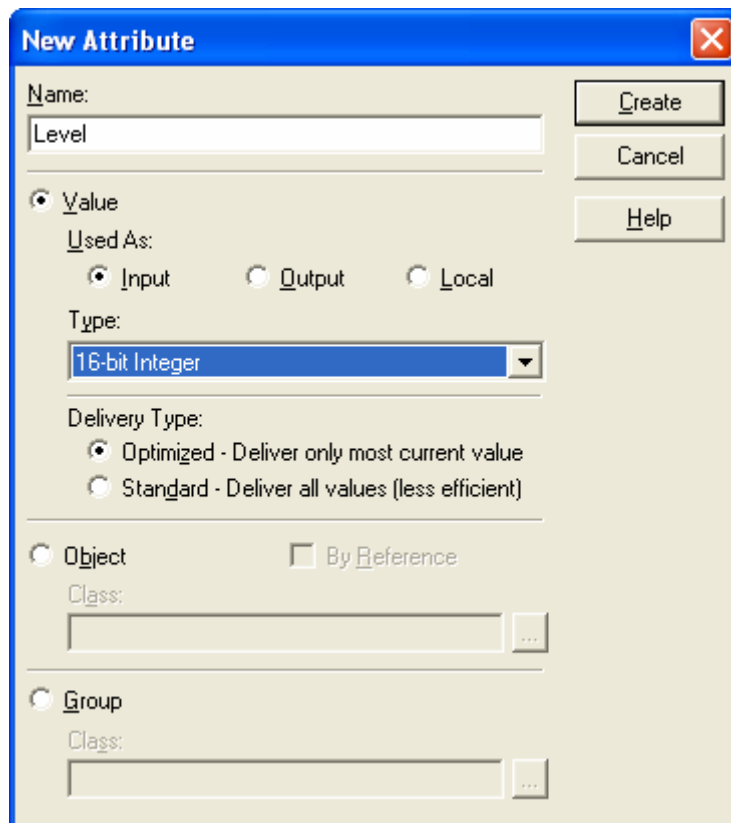 New Attribute
Name:
Level
Create
Cancel
Help
Value
Used As:
Input Output Local
Type:
16-bit Integer
Delivery Type:
Optimized - Deliver only most current value
Standard - Deliver all values (less efficient)
Object By Reference
Class:
...
Group
Class:
...